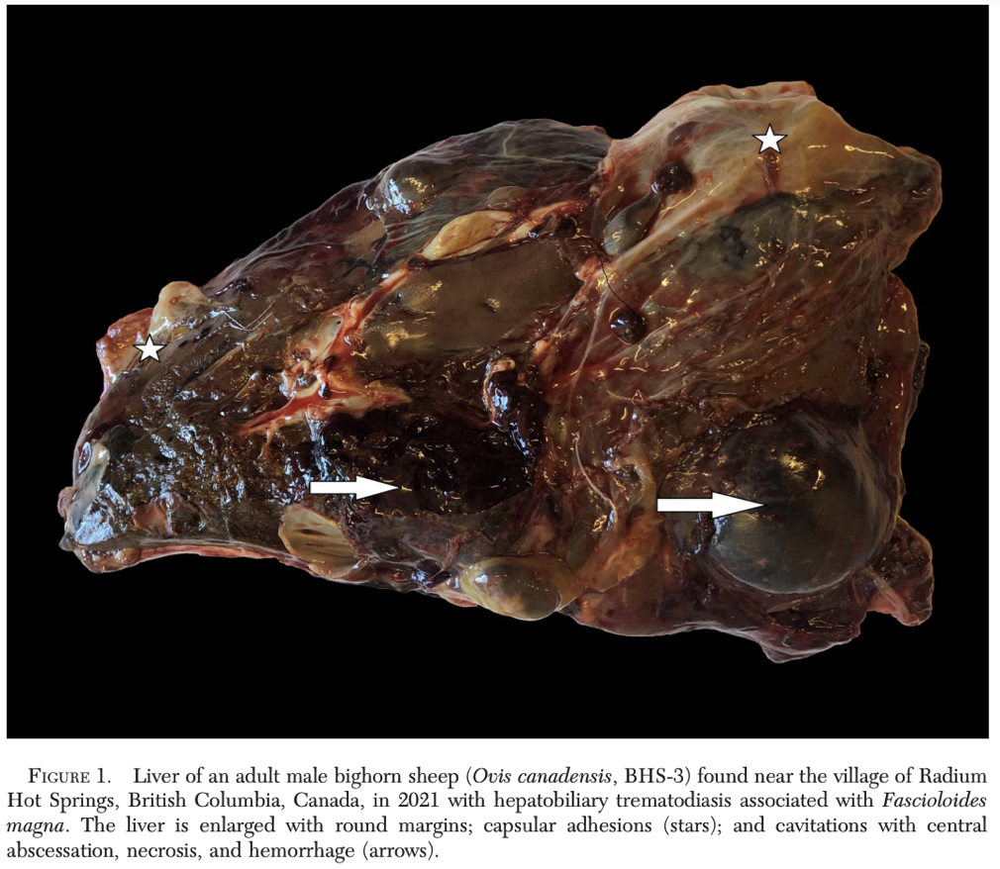 FIGURE 1. Liver of an adult male bighorn sheep (Ovis canadensis, BHS-3) found near the village of Radium
Hot Springs, British Columbia, Canada, in 2021 with hepatobiliary trematodiasis associated with Fascioloides
magna. The liver is enlarged with round margins; capsular adhesions (stars); and cavitations with central
abscessation, necrosis, and hemorrhage (arrows).